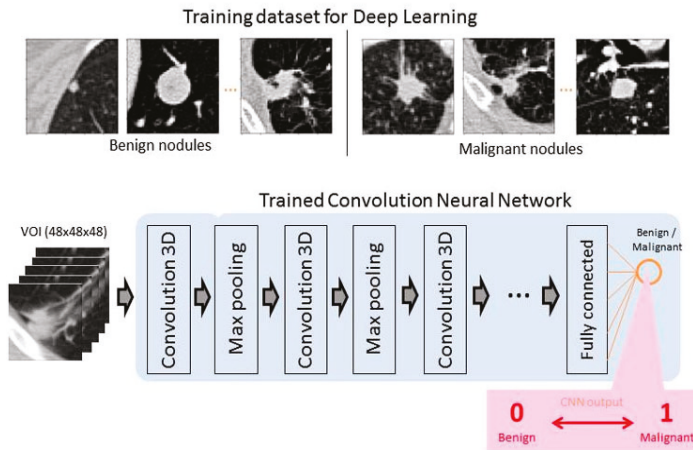 Training dataset for Deep Learning
...
...
Benign nodules
Malignant nodules
Trained Convolution Neural Network
VOI (48x48x48)
Convolution 3D
Max pooling
Convolution 3D
Max pooling
Convolution 3D
...
Fully connected
Benign /
Malignant
CNN output
0
1
Benign
Malignant